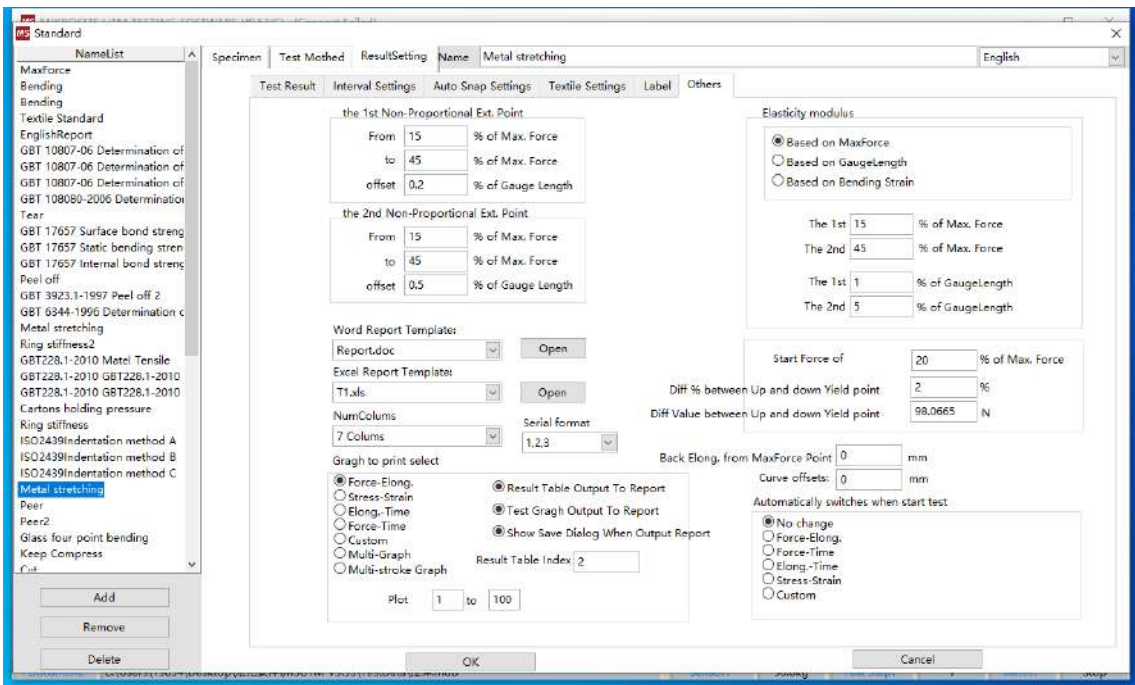 MS Standard
NameList
MaxForce
Bending
Bending
Textile Standard
EnglishReport
GBT 10807-06 Determination of
GBT 10807-06 Determination of
GBT 10807-06 Determination of
GBT 108080-2006 Determination
Tear
GBT 17657 Surface bond streng
GBT 17657 Static bending stren
GBT 17657 Internal bond streng
Peel off
GBT 3923.1-1997 Peel off 2
GBT 6344-1996 Determination c
Metal stretching
Ring stiffness2
GBT228.1-2010 Matel Tensile
GBT228.1-2010 GBT228.1-2010
GBT228.1-2010 GBT228.1-2010
Cartons holding pressure
Ring stiffness
ISO2439Indentation method A
ISO2439Indentation method B
ISO2439Indentation method C
Metal stretching
Peer
Peer2
Glass four point bending
Keep Compress
Cut
Add
Remove
Delete
Specimen Test Mothed ResultSetting Name Metal stretching English
Test Result Interval Settings Auto Snap Settings Textile Settings Label Others
the 1st Non-Proportional Ext. Point
From 15 % of Max. Force
to 45 % of Max. Force
offset 0.2 % of Gauge Length
the 2nd Non-Proportional Ext. Point
From 15 % of Max. Force
to 45 % of Max. Force
offset 0.5 % of Gauge Length
Word Report Template:
Report.doc Open
Excel Report Template:
T1.xls Open
NumColums
7 Colums
Serial format
1,2,3
Gragh to print select
Force-Elong.
Stress-Strain
Elong.-Time
Force-Time
Custom
Multi-Graph
Multi-stroke Graph
Result Table Output To Report
Test Gragh Output To Report
Show Save Dialog When Output Report
Result Table Index 2
Plot 1 to 100
Elasticity modulus
Based on MaxForce
Based on GaugeLength
Based on Bending Strain
The 1st 15 % of Max. Force
The 2nd 45 % of Max. Force
The 1st 1 % of GaugeLength
The 2nd 5 % of GaugeLength
Start Force of 20 % of Max. Force
Diff % between Up and down Yield point 2 %
Diff Value between Up and down Yield point 98.0665 N
Back Elong. from MaxForce Point 0 mm
Curve offsets: 0 mm
Automatically switches when start test
No change
Force-Elong.
Force-Time
Elong.-Time
Stress-Strain
Custom
OK
Cancel